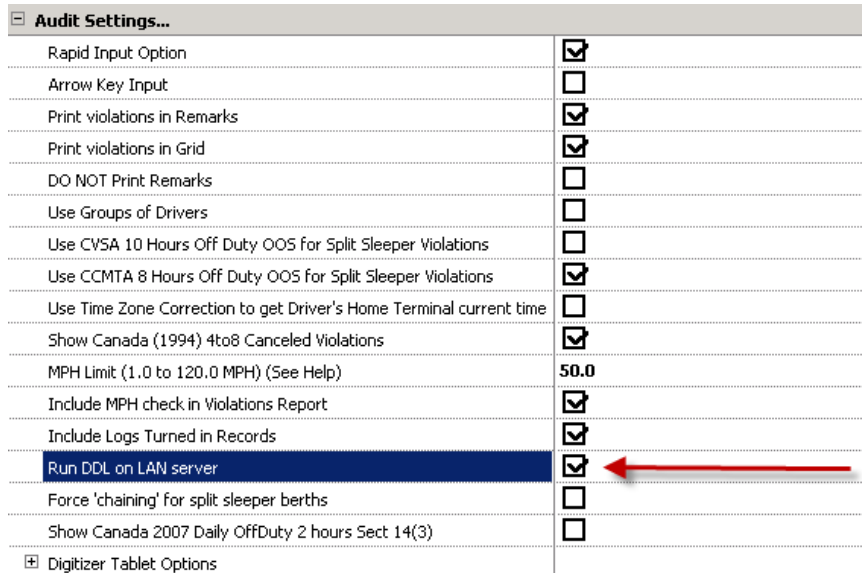 Audit Settings...
Rapid Input Option
Arrow Key Input
Print violations in Remarks
Print violations in Grid
DO NOT Print Remarks
Use Groups of Drivers
Use CVSA 10 Hours Off Duty OOS for Split Sleeper Violations
Use CCMTA 8 Hours Off Duty OOS for Split Sleeper Violations
Use Time Zone Correction to get Driver's Home Terminal current time
Show Canada (1994) 4to8 Canceled Violations
MPH Limit (1.0 to 120.0 MPH) (See Help) 50.0
Include MPH check in Violations Report
Include Logs Turned in Records
Run DDL on LAN server
Force 'chaining' for split sleeper berths
Show Canada 2007 Daily OffDuty 2 hours Sect 14(3)
Digitizer Tablet Options